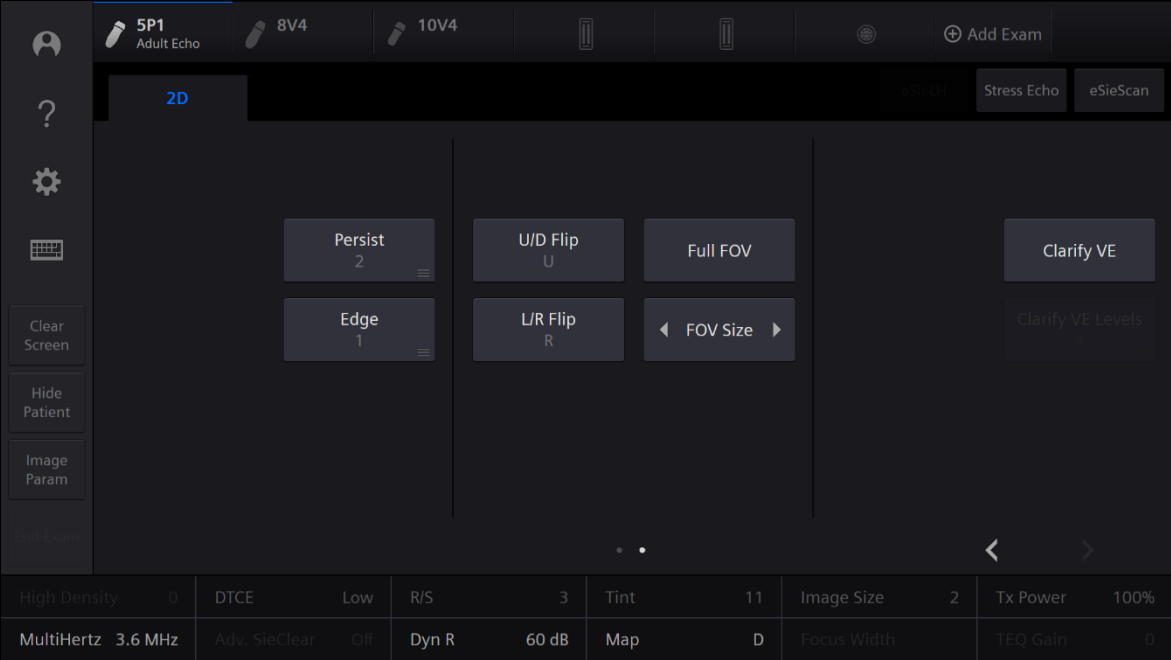 5P1
Adult Echo
8V4
10V4
Add Exam
2D
eSieLH
Stress Echo
eSieScan
Persist
2
U/D Flip
U
Full FOV
Clarify VE
Edge
1
L/R Flip
R
FOV Size
Clarify VE Levels
Clear
Screen
Hide
Patient
Image
Param
End Exam
High Density 0
DTCE Low
R/S 3
Tint 11
Image Size 2
Tx Power 100%
MultiHertz 3.6 MHz
Adv. SieClear Off
Dyn R 60 dB
Map D
Focus Width
TEQ Gain 0